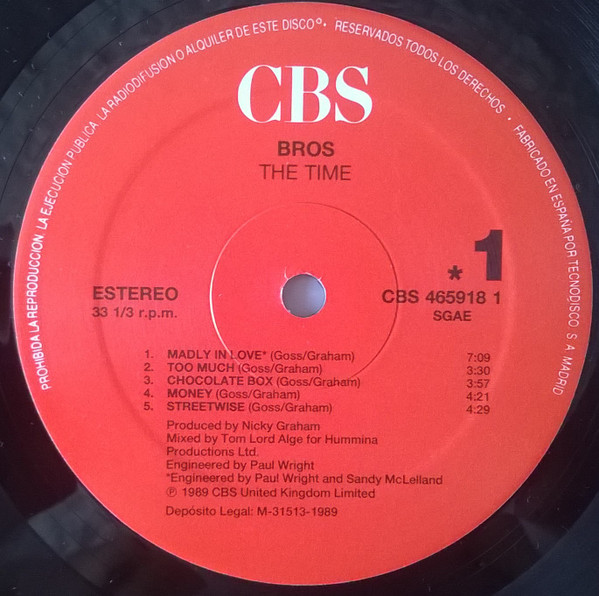 PROHIBIDA LA REPRODUCCION, LA EJECUCION PUBLICA, LA RADIODIFUSION O ALQUILER DE ESTE DISCO • RESERVADOS TODOS LOS DERECHOS • FABRICADO EN ESPAÑA POR TECNODISCO, S. A. MADRID
CBS
BROS
THE TIME
* 1
ESTEREO
33 1/3 r.p.m.
CBS 465918 1
SGAE
1. MADLY IN LOVE* (Goss/Graham) 7:09
2. TOO MUCH (Goss/Graham) 3:30
3. CHOCOLATE BOX (Goss/Graham) 3:57
4. MONEY (Goss/Graham) 4:21
5. STREETWISE (Goss/Graham) 4:29
Produced by Nicky Graham
Mixed by Tom Lord Alge for Hummina
Productions Ltd.
Engineered by Paul Wright
*Engineered by Paul Wright and Sandy McLelland
℗ 1989 CBS United Kingdom Limited
Depósito Legal: M-31513-1989